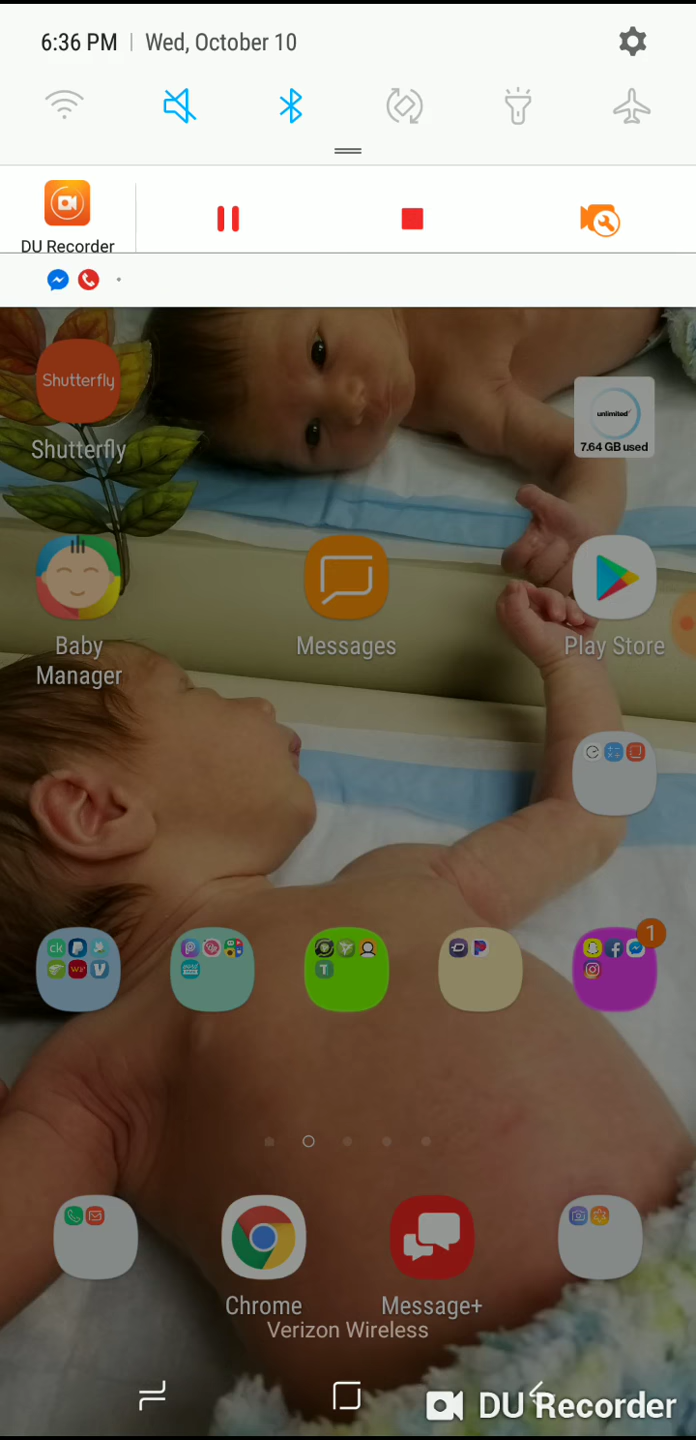 6:36 PM | Wed, October 10
DU Recorder
Shutterfly
Shutterfly
unlimited
7.64 GB used
Baby
Manager
Messages
Play Store
ck
1
Chrome
Message+
Verizon Wireless
DU Recorder